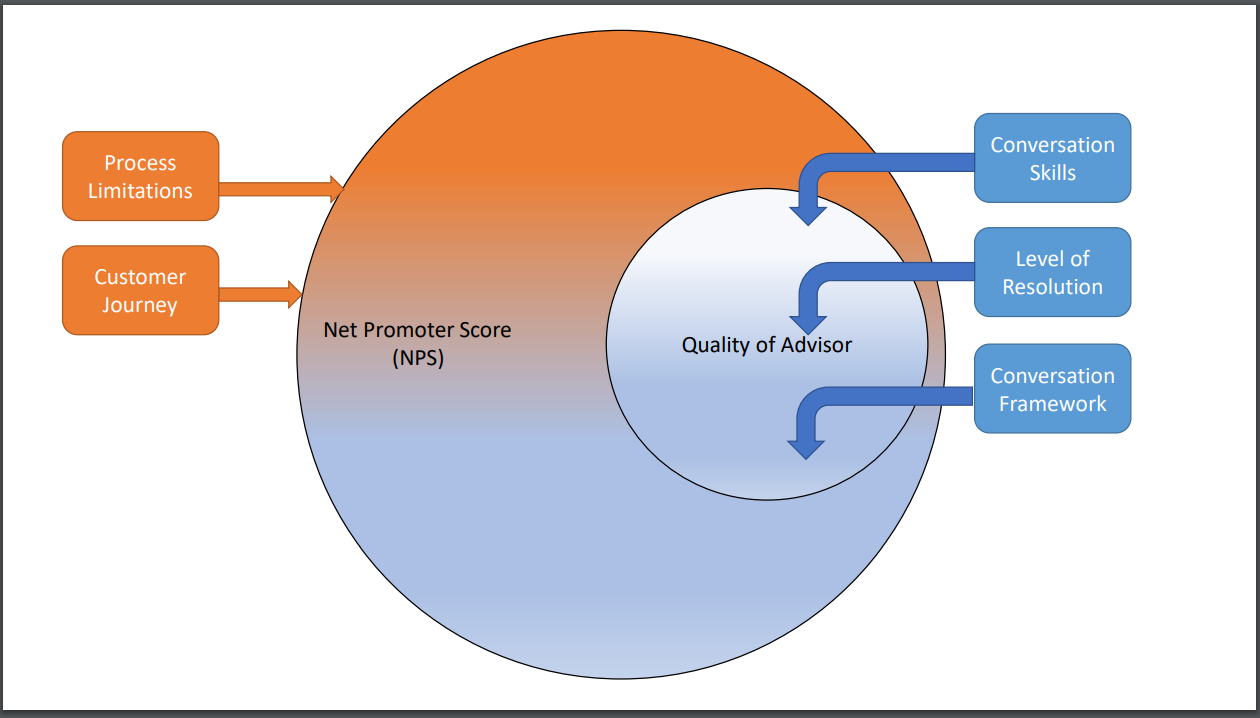 Process
Limitations
Customer
Journey
Net Promoter Score
(NPS)
Quality of Advisor
Conversation
Skills
Level of
Resolution
Conversation
Framework